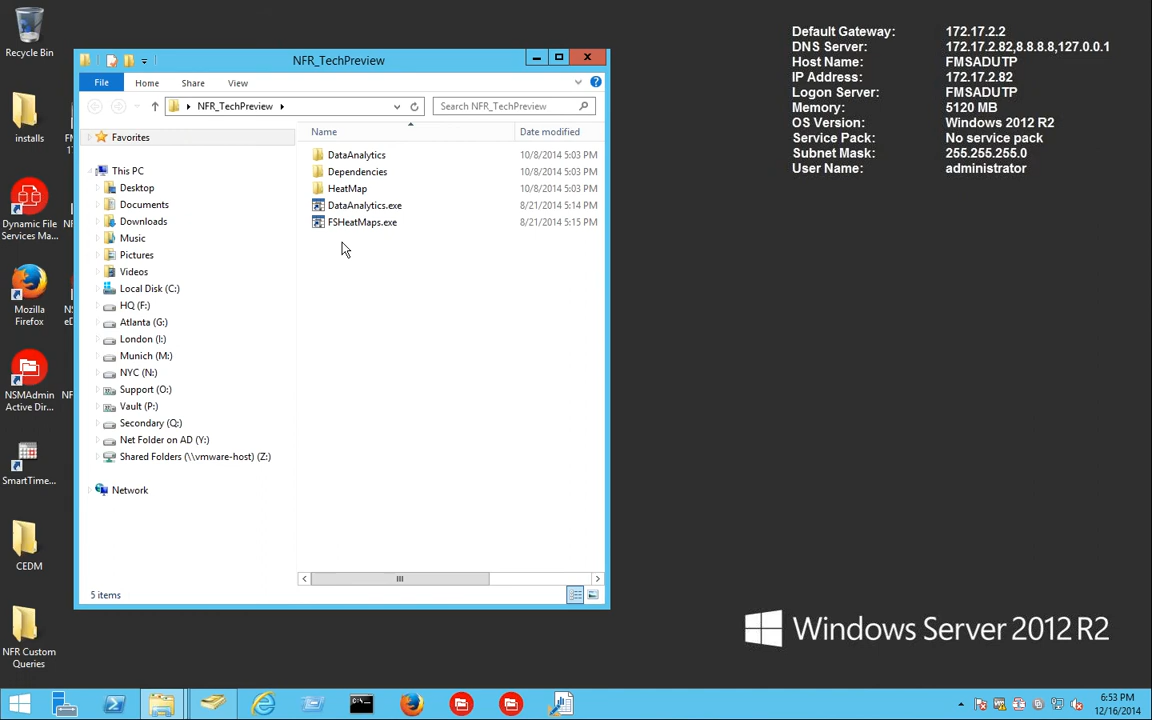 Recycle Bin
installs
Dynamic File
Services Ma...
Mozilla
Firefox
NSMAdmin
Active Dir...
SmartTime...
CEDM
NFR Custom
Queries
NFR_TechPreview
File
Home
Share
View
NFR_TechPreview
Search NFR_TechPreview
Favorites
This PC
Desktop
Documents
Downloads
Music
Pictures
Videos
Local Disk (C:)
HQ (F:)
Atlanta (G:)
London (I:)
Munich (M:)
NYC (N:)
Support (O:)
Vault (P:)
Secondary (Q:)
Net Folder on AD (Y:)
Shared Folders (\\vmware-host) (Z:)
Network
Name Date modified
DataAnalytics 10/8/2014 5:03 PM
Dependencies 10/8/2014 5:03 PM
HeatMap 10/8/2014 5:03 PM
DataAnalytics.exe 8/21/2014 5:14 PM
FSHeatMaps.exe 8/21/2014 5:15 PM
5 items
Default Gateway: 172.17.2.2
DNS Server: 172.17.2.82,8.8.8.8,127.0.0.1
Host Name: FMSADUTP
IP Address: 172.17.2.82
Logon Server: FMSADUTP
Memory: 5120 MB
OS Version: Windows 2012 R2
Service Pack: No service pack
Subnet Mask: 255.255.255.0
User Name: administrator
Windows Server 2012 R2
6:53 PM
12/16/2014